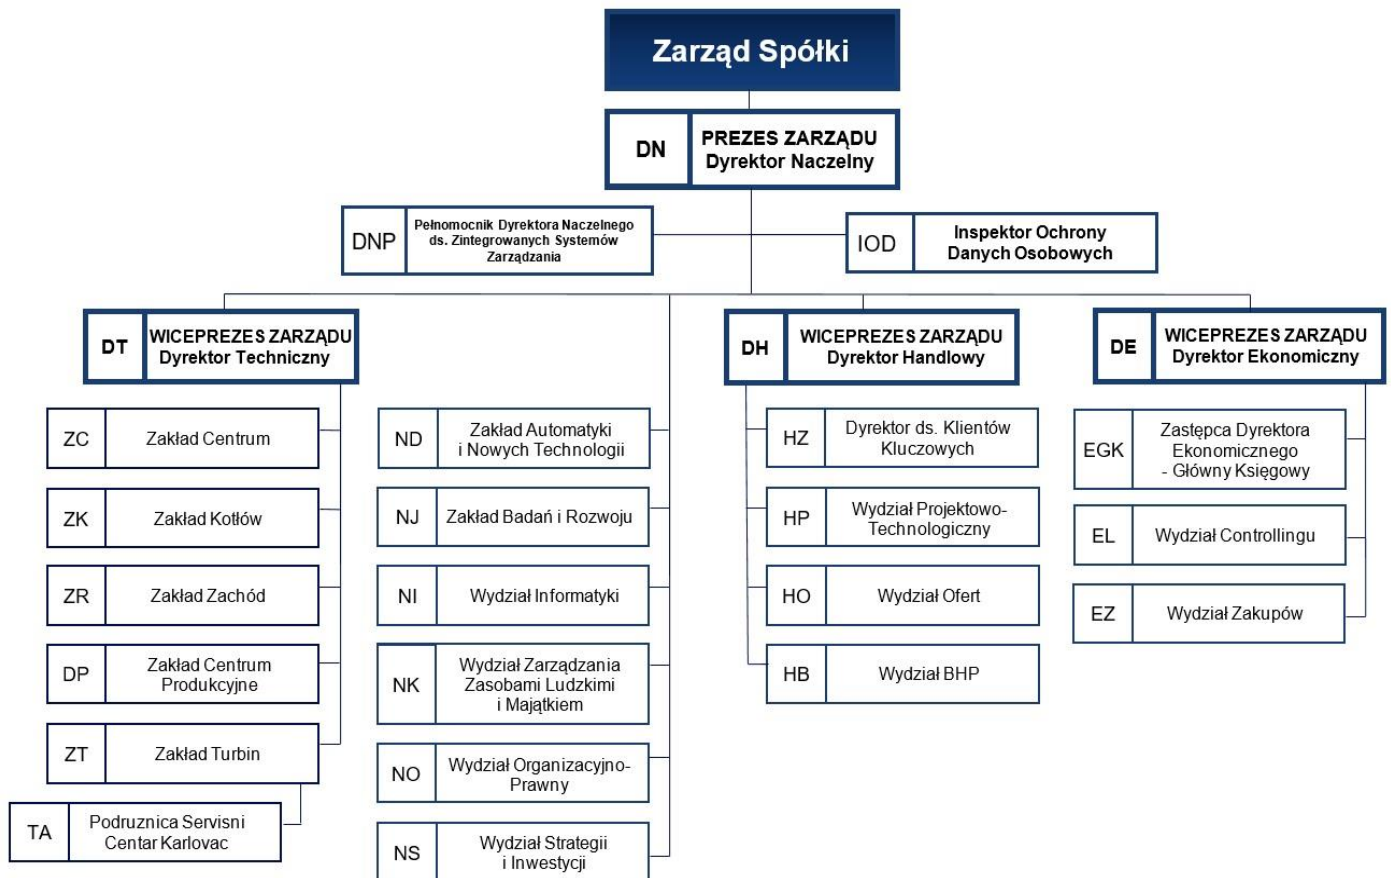 Zarząd Spółki
DN
PREZES ZARZĄDU
Dyrektor Naczelny
DNP
Pełnomocnik Dyrektora Naczelnego
ds. Zintegrowanych Systemów
Zarządzania
IOD
Inspektor Ochrony
Danych Osobowych
DT
WICEPREZES ZARZĄDU
Dyrektor Techniczny
ZC
Zakład Centrum
ZK
Zakład Kotłów
ZR
Zakład Zachód
DP
Zakład Centrum
Produkcyjne
ZT
Zakład Turbin
TA
Podruznica Servisni
Centar Karlovac
ND
Zakład Automatyki
i Nowych Technologii
NJ
Zakład Badań i Rozwoju
NI
Wydział Informatyki
NK
Wydział Zarządzania
Zasobami Ludzkimi
i Majątkiem
NO
Wydział Organizacyjno-
Prawny
NS
Wydział Strategii
i Inwestycji
DH
WICEPREZES ZARZĄDU
Dyrektor Handlowy
HZ
Dyrektor ds. Klientów
Kluczowych
HP
Wydział Projektowo-
Technologiczny
HO
Wydział Ofert
HB
Wydział BHP
DE
WICEPREZES ZARZĄDU
Dyrektor Ekonomiczny
EGK
Zastępca Dyrektora
Ekonomicznego
- Główny Księgowy
EL
Wydział Controllingu
EZ
Wydział Zakupów